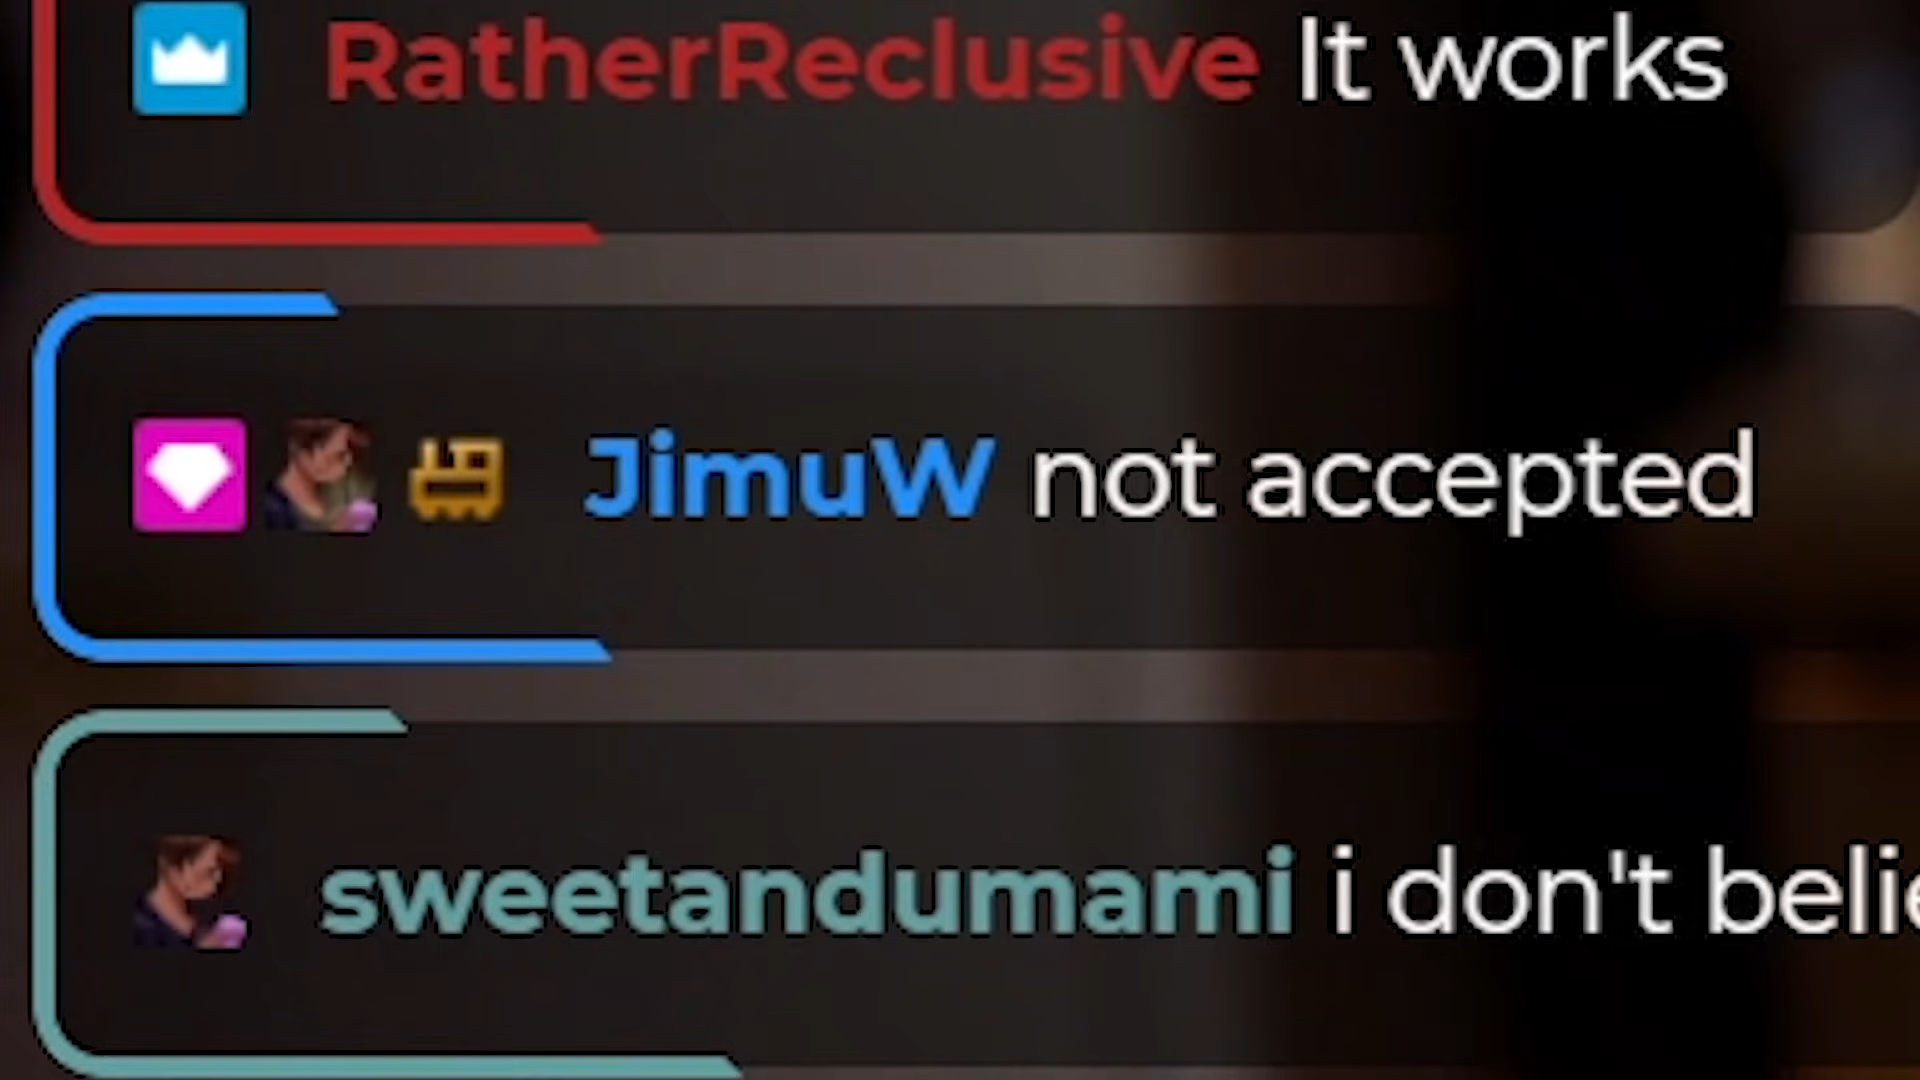 RatherReclusive It works
JimuW not accepted
sweetandumami i don't